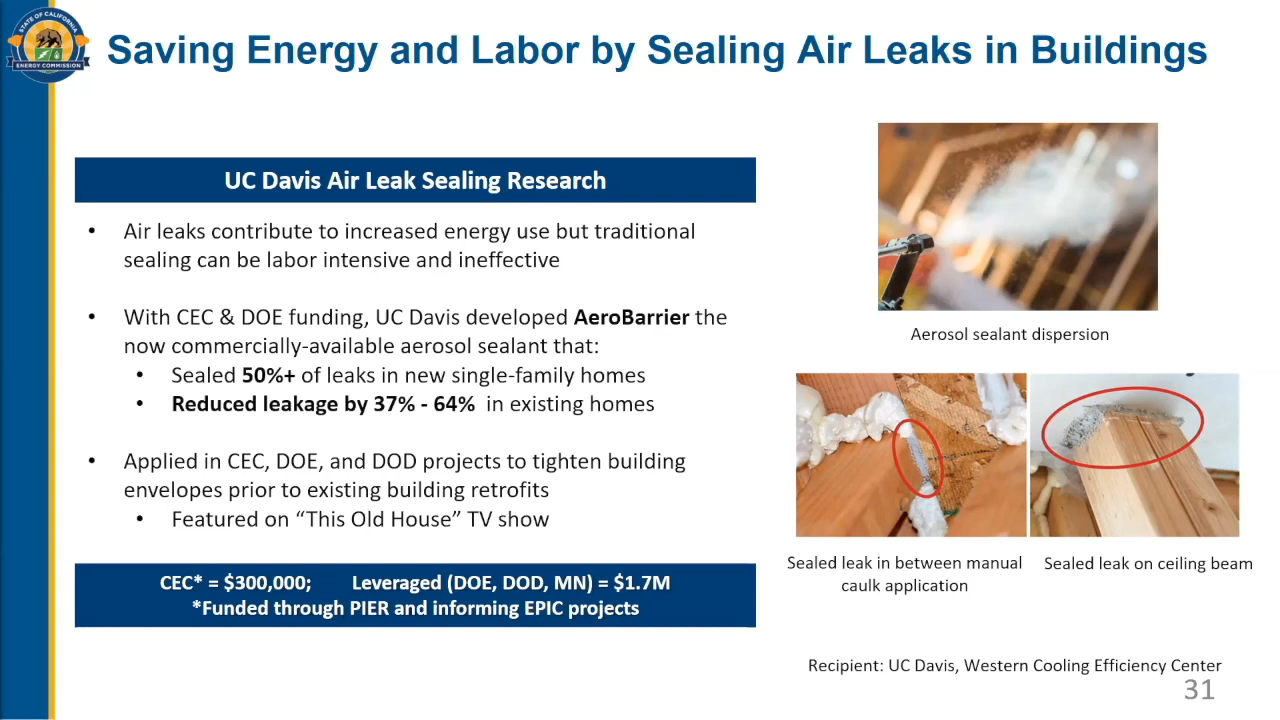 STATE OF CALIFORNIA
ENERGY COMMISSION
Saving Energy and Labor by Sealing Air Leaks in Buildings
UC Davis Air Leak Sealing Research
• Air leaks contribute to increased energy use but traditional
sealing can be labor intensive and ineffective
• With CEC & DOE funding, UC Davis developed AeroBarrier the
now commercially-available aerosol sealant that:
• Sealed 50%+ of leaks in new single-family homes
• Reduced leakage by 37% - 64% in existing homes
• Applied in CEC, DOE, and DOD projects to tighten building
envelopes prior to existing building retrofits
• Featured on “This Old House” TV show
CEC* = $300,000; Leveraged (DOE, DOD, MN) = $1.7M
*Funded through PIER and informing EPIC projects
Aerosol sealant dispersion
Sealed leak in between manual
caulk application
Sealed leak on ceiling beam
Recipient: UC Davis, Western Cooling Efficiency Center
31